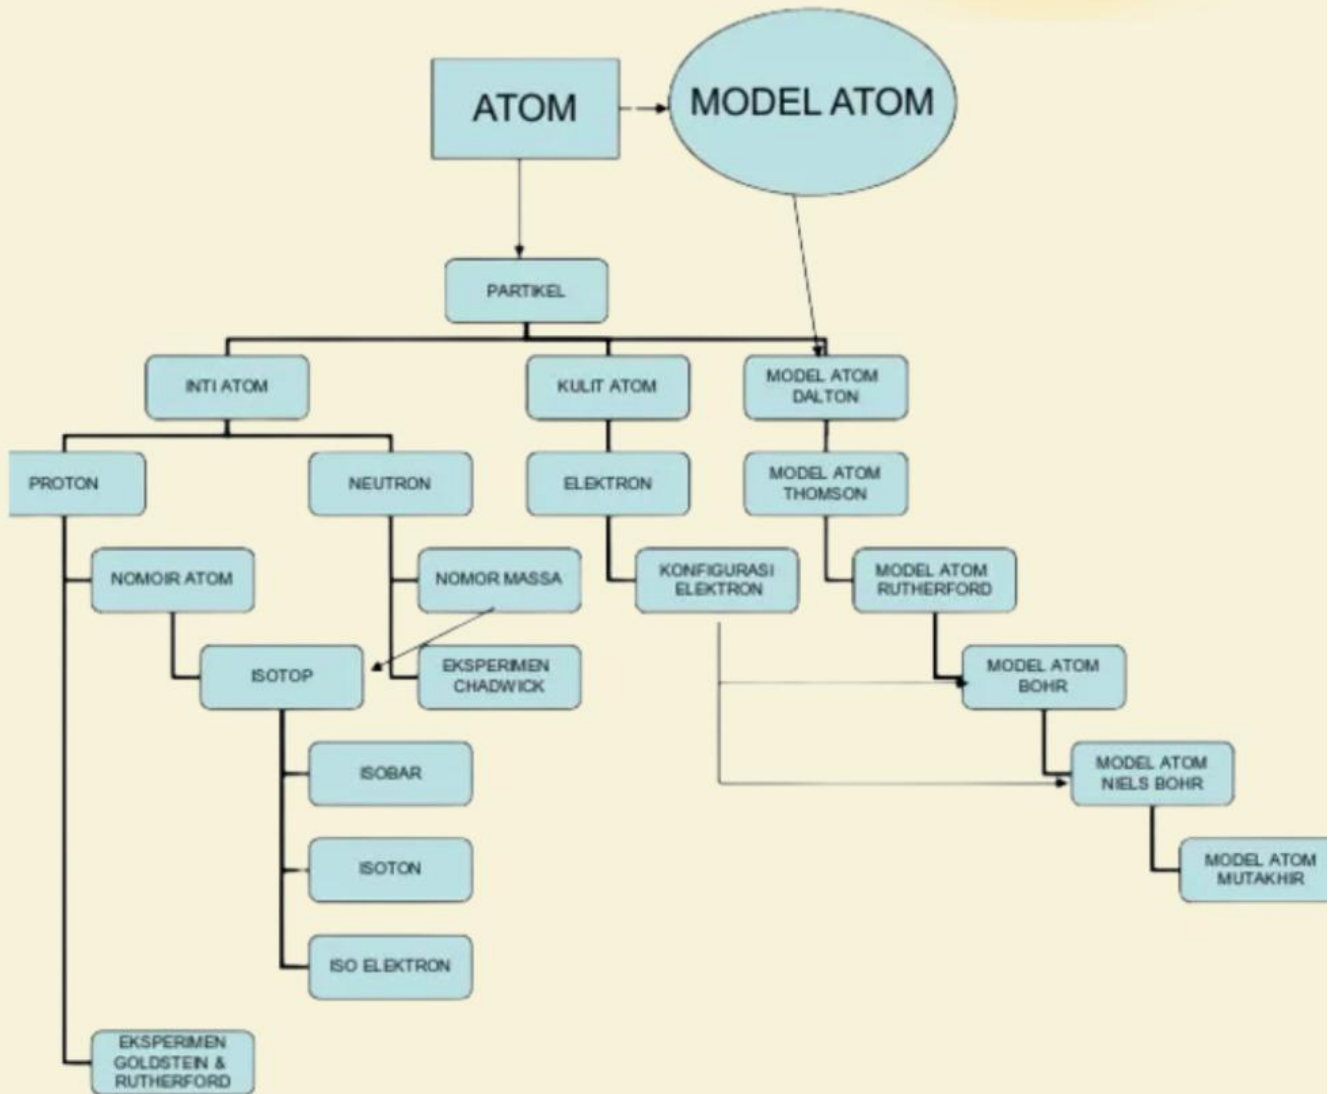 ATOM
MODEL ATOM
PARTIKEL
INTI ATOM
KULIT ATOM
MODEL ATOM
DALTON
PROTON
NEUTRON
ELEKTRON
MODEL ATOM
THOMSON
NOMOIR ATOM
NOMOR MASSA
KONFIGURASI
ELEKTRON
MODEL ATOM
RUTHERFORD
ISOTOP
EKSPERIMEN
CHADWICK
MODEL ATOM
BOHR
ISOBAR
MODEL ATOM
NIELS BOHR
ISOTON
MODEL ATOM
MUTAKHIR
ISO ELEKTRON
EKSPERIMEN
GOLDSTEIN &
RUTHERFORD